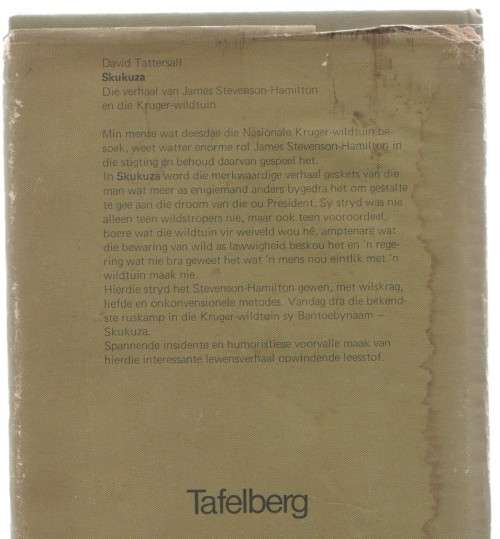 David Tattersall
Skukuza
Die verhaal van James Stevenson-Hamilton
en die Kruger-wildtuin
Min mense wat deesdae die Nasionale Kruger-wildtuin be-
soek, weet watter enorme rol James Stevenson-Hamilton in
die stigting en behoud daarvan gespeel het.
In Skukuza word die merkwaardige verhaal geskets van die
man wat meer as enigiemand anders bygedra het om gestalte
te gee aan die droom van die ou President. Sy stryd was nie
alleen teen wildstropers nie, maar ook teen vooroordeel,
boere wat die wildtuin vir weiveld wou hê, amptenare wat
die bewaring van wild as lawwigheid beskou het en 'n rege-
ring wat nie bra geweet het wat 'n mens nou eintlik met 'n
wildtuin maak nie.
Hierdie stryd het Stevenson-Hamilton gewen, met wilskrag,
liefde en onkonvensionele metodes. Vandag dra die bekend-
ste ruskamp in die Kruger-wildtuin sy Bantoebynaam –
Skukuza.
Spannende insidente en humoristiese voorvalle maak van
hierdie interessante lewensverhaal opwindende leesstof.
Tafelberg